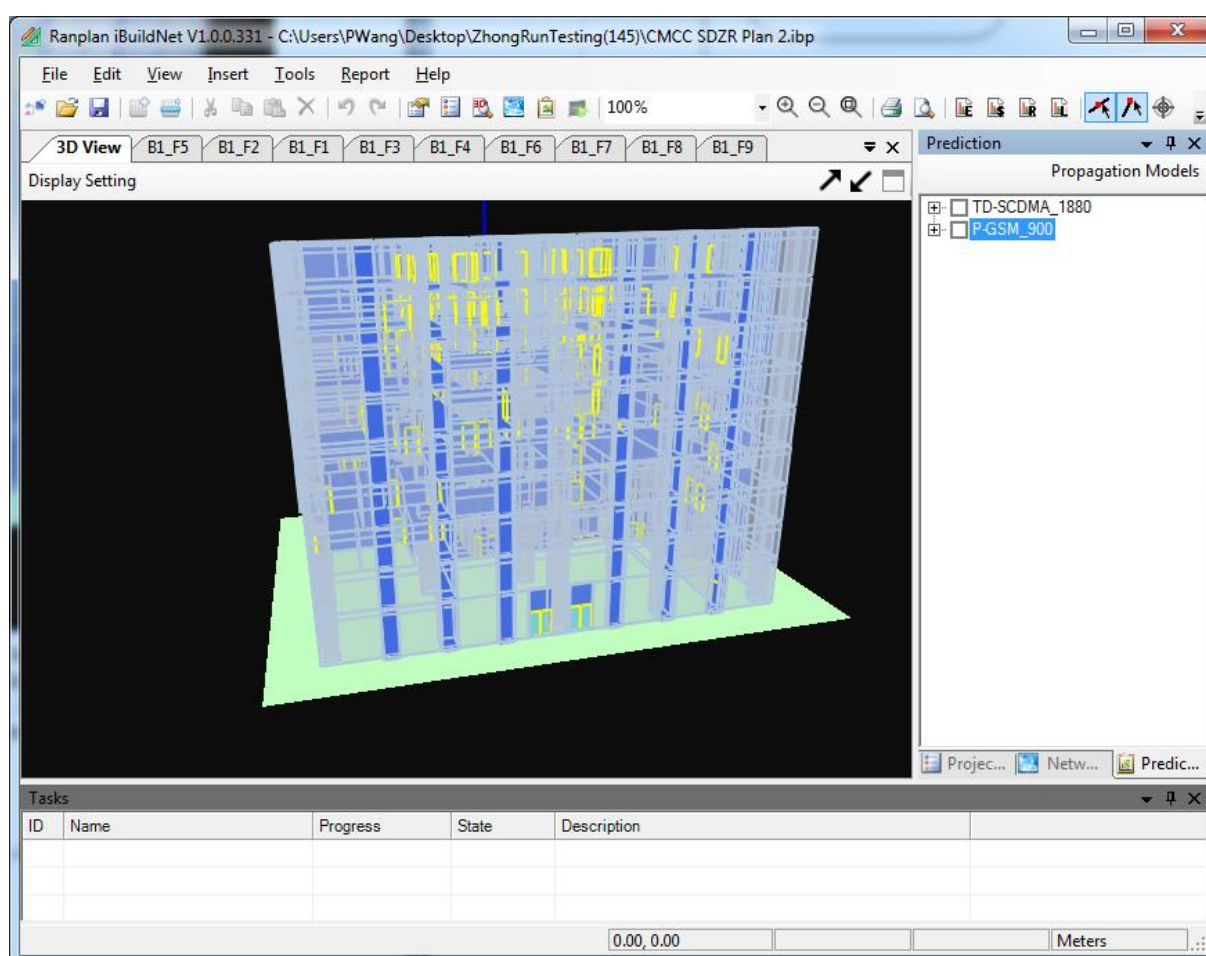 Ranplan iBuildNet V1.0.0.331 - C:\Users\PWang\Desktop\ZhongRunTesting(145)\CMCC SDZR Plan 2.ibp
File Edit View Insert Tools Report Help
100%
3D View B1_F5 B1_F2 B1_F1 B1_F3 B1_F4 B1_F6 B1_F7 B1_F8 B1_F9
Prediction
Display Setting
Propagation Models
TD-SCDMA_1880
P-GSM_900
Projec... Netw... Predic...
Tasks
ID Name Progress State Description
0.00, 0.00 Meters